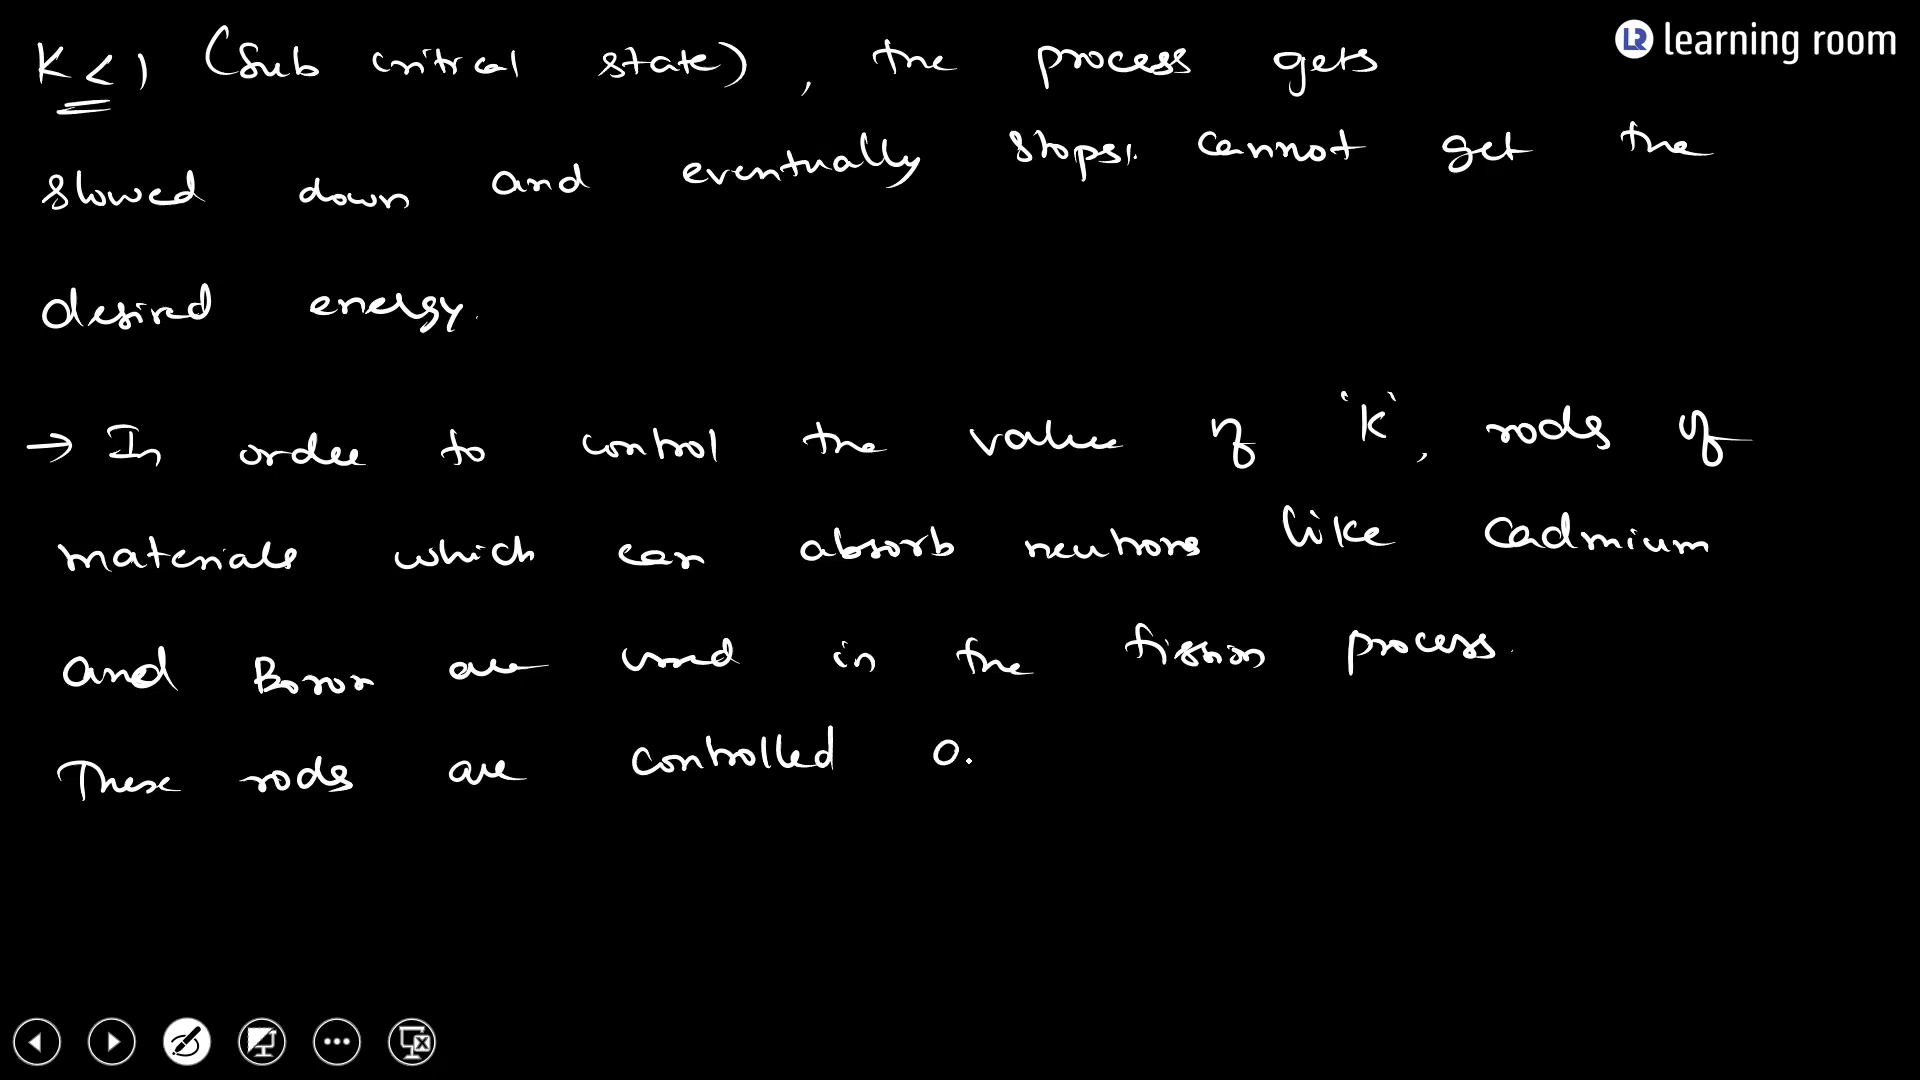 learning room
K < 1 (Sub critical state), the process gets
slowed down and eventually stops. cannot get the
desired energy.
→ In order to control the value of 'K', rods of
materials which can absorb neutrons like cadmium
and Boron are used in the fission process.
These rods are controlled o.